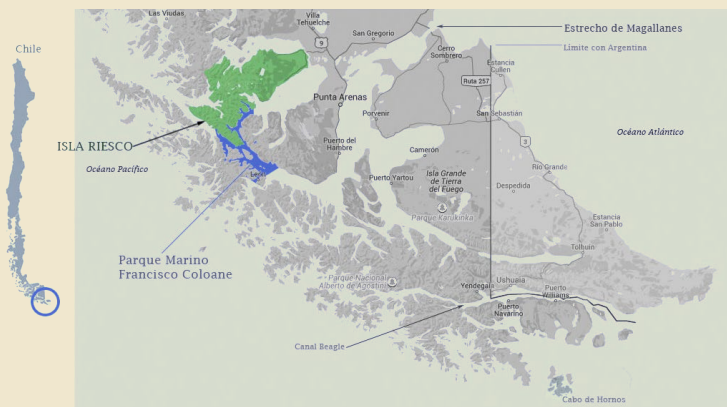 Chile
Las Viudas
Villa
Tehuelche
San Gregorio
9
Estrecho de Magallanes
Cerro
Sombrero
Límite con Argentina
Estancia
Cullen
Ruta 257
Punta Arenas
Porvenir
San Sebastián
Océano Atlántico
ISLA RIESCO
Océano Pacífico
Puerto del
Hambre
Camerón
3
Río Grande
Puerto Yartou
Isla Grande
de Tierra
del Fuego
Despedida
Parque Karukinka
Estancia
San Pablo
Parque Marino
Francisco Coloane
Tolhuin
Parque Nacional
Alberto de Agostini
Yendegaia
Ushuaia
Puerto
Williams
Puerto
Navarino
Canal Beagle
Cabo de Hornos